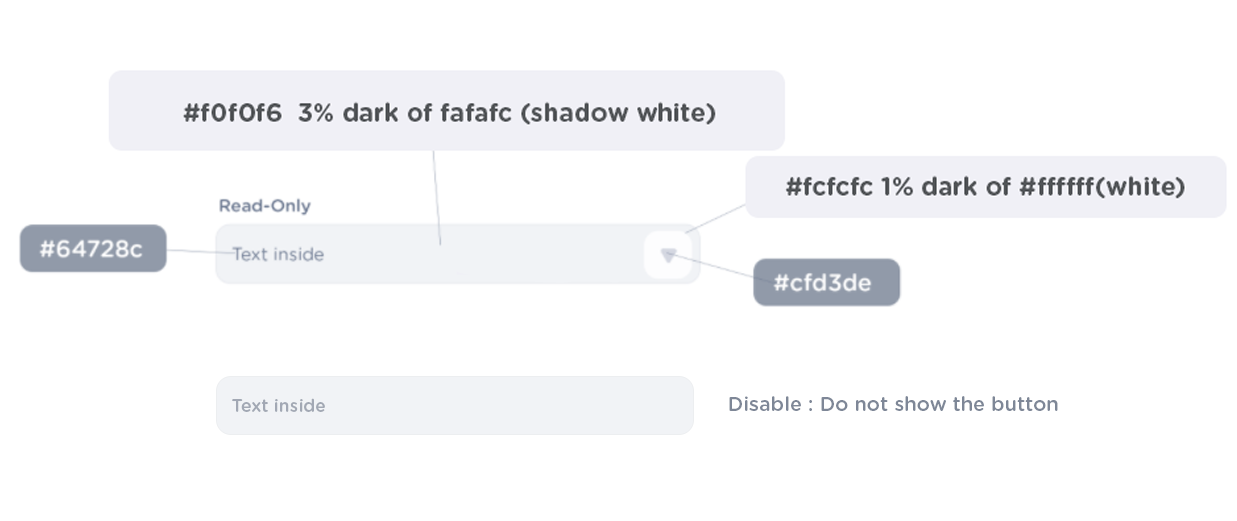 #f0f0f6  3% dark of fafafc (shadow white)
#fcfcfc 1% dark of #ffffff(white)
Read-Only
#64728c
Text inside
#cfd3de
Text inside
Disable : Do not show the button